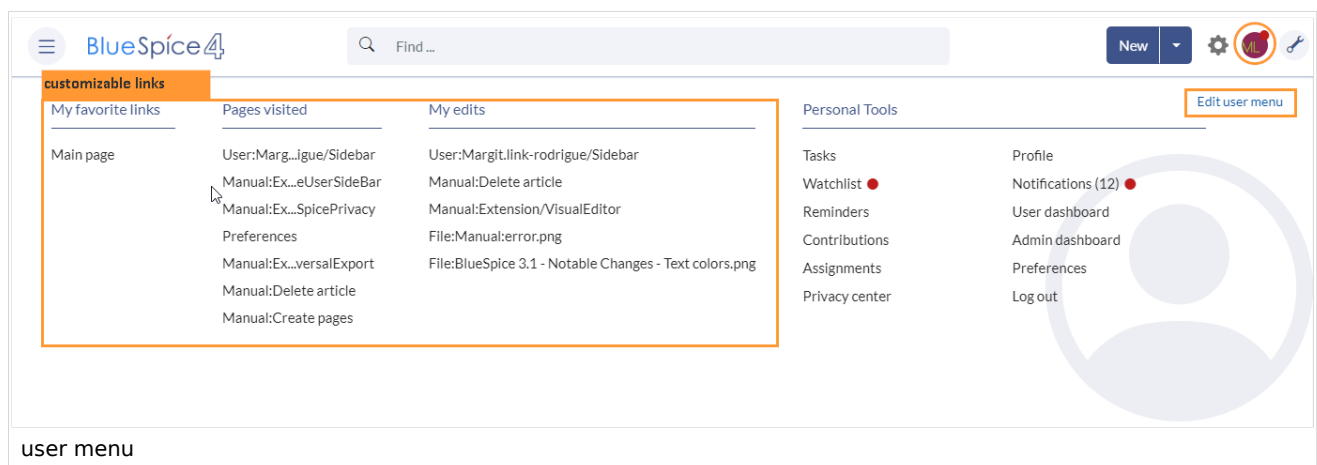 BlueSpice 4
Find ...
New
ML
customizable links
My favorite links
Main page
Pages visited
User:Marg...igue/Sidebar
Manual:Ex...eUserSideBar
Manual:Ex...SpicePrivacy
Preferences
Manual:Ex...versalExport
Manual:Delete article
Manual:Create pages
My edits
User:Margit.link-rodrigue/Sidebar
Manual:Delete article
Manual:Extension/VisualEditor
File:Manual:error.png
File:BlueSpice 3.1 - Notable Changes - Text colors.png
Personal Tools
Edit user menu
Tasks
Watchlist
Reminders
Contributions
Assignments
Privacy center
Profile
Notifications (12)
User dashboard
Admin dashboard
Preferences
Log out
user menu